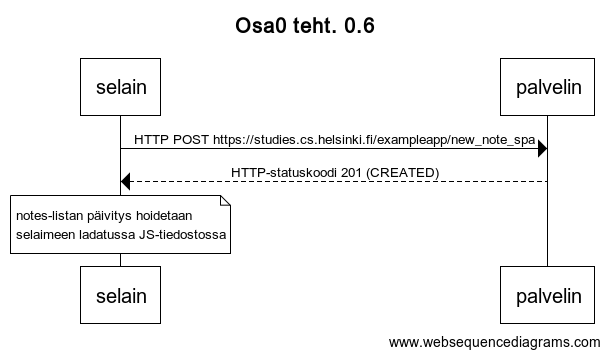 Osa0 teht. 0.6
selain
palvelin
HTTP POST https://studies.cs.helsinki.fi/exampleapp/new_note_spa
HTTP-statuskoodi 201 (CREATED)
notes-listan päivitys hoidetaan
selaimeen ladatussa JS-tiedostossa
selain
palvelin
www.websequencediagrams.com